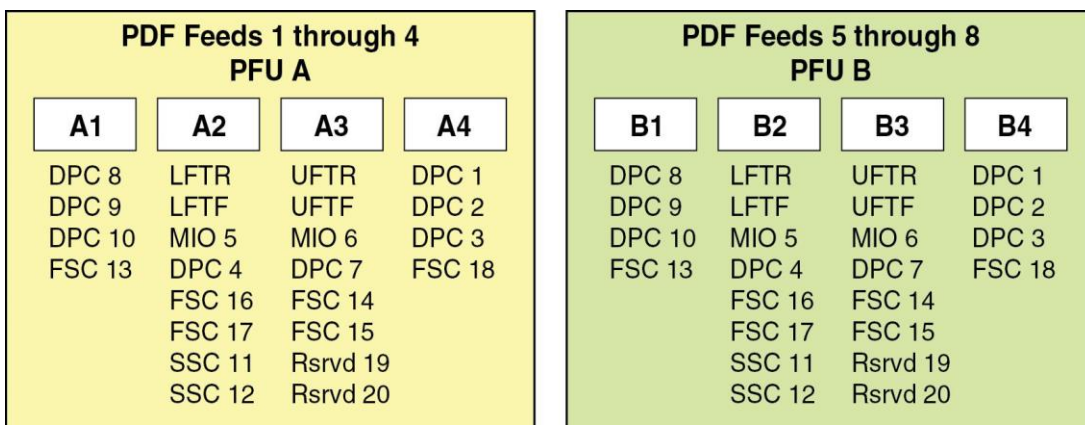 PDF Feeds 1 through 4
PFU A
A1
DPC 8
DPC 9
DPC 10
FSC 13
A2
LFTR
LFTF
MIO 5
DPC 4
FSC 16
FSC 17
SSC 11
SSC 12
A3
UFTR
UFTF
MIO 6
DPC 7
FSC 14
FSC 15
Rsrvd 19
Rsrvd 20
A4
DPC 1
DPC 2
DPC 3
FSC 18
PDF Feeds 5 through 8
PFU B
B1
DPC 8
DPC 9
DPC 10
FSC 13
B2
LFTR
LFTF
MIO 5
DPC 4
FSC 16
FSC 17
SSC 11
SSC 12
B3
UFTR
UFTF
MIO 6
DPC 7
FSC 14
FSC 15
Rsrvd 19
Rsrvd 20
B4
DPC 1
DPC 2
DPC 3
FSC 18